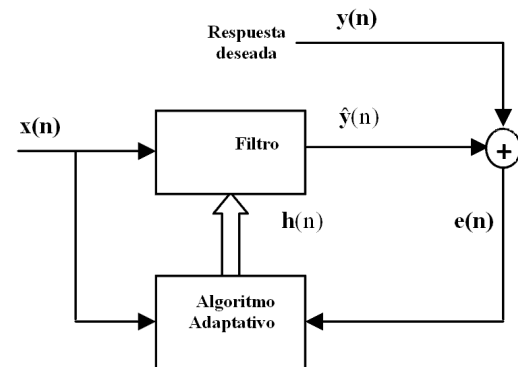 y(n)
Respuesta
deseada
x(n)
Filtro
ŷ(n)
+
h(n)
e(n)
Algoritmo
Adaptativo